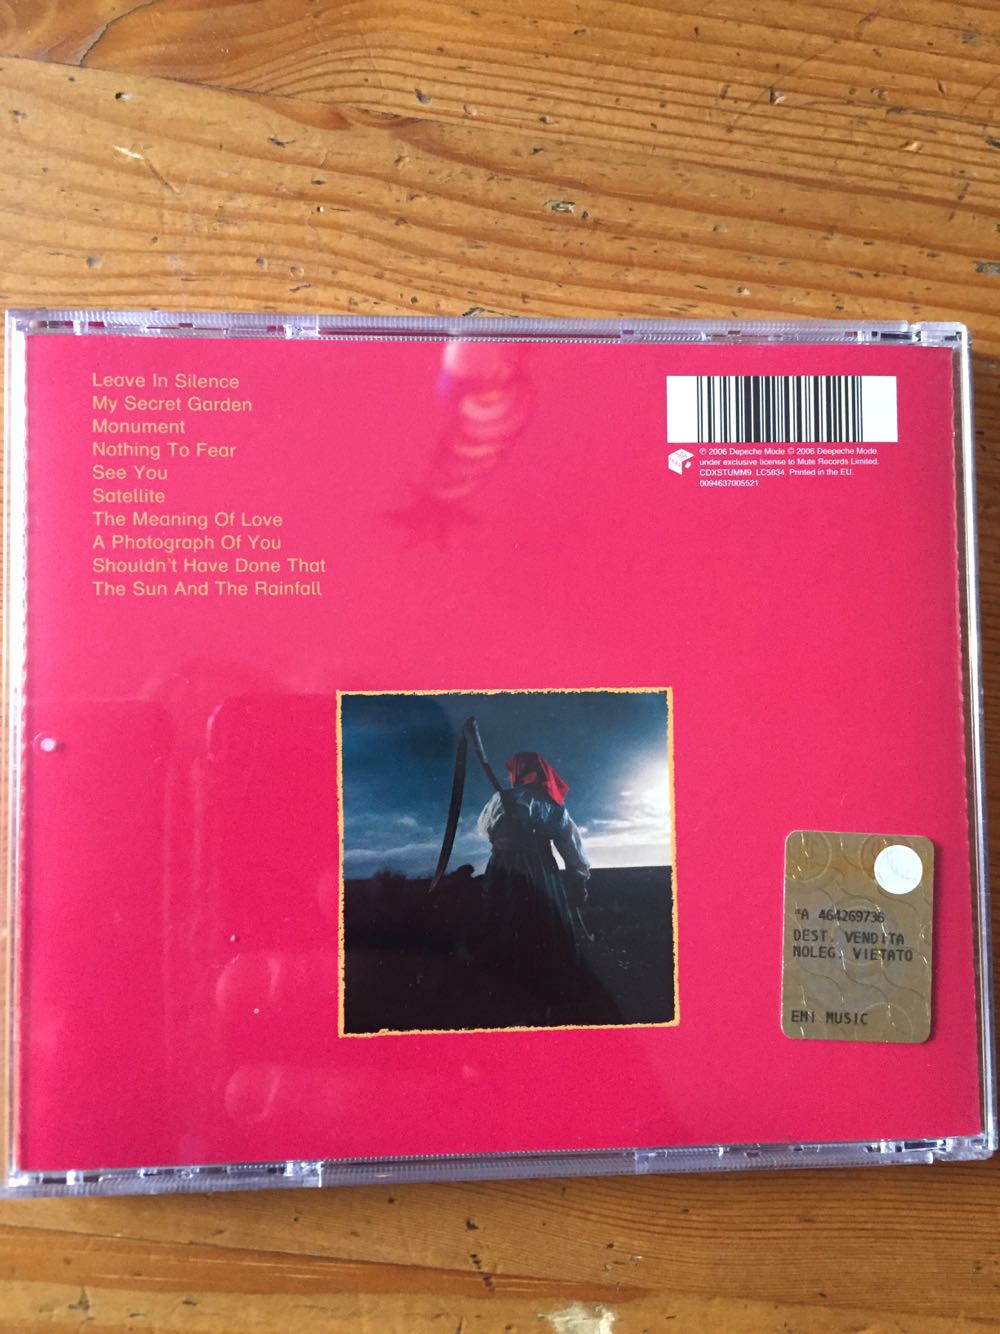 Leave In Silence
My Secret Garden
Monument
Nothing To Fear
See You
Satellite
The Meaning Of Love
A Photograph Of You
Shouldn't Have Done That
The Sun And The Rainfall
℗ 2006 Depeche Mode © 2006 Deepeche Mode
under exclusive license to Mute Records Limited.
CDXSTUMM9. LC5834. Printed in the EU.
0094637005521
A 464269736
DEST. VENDITA
NOLEG. VIETATO
EMI MUSIC